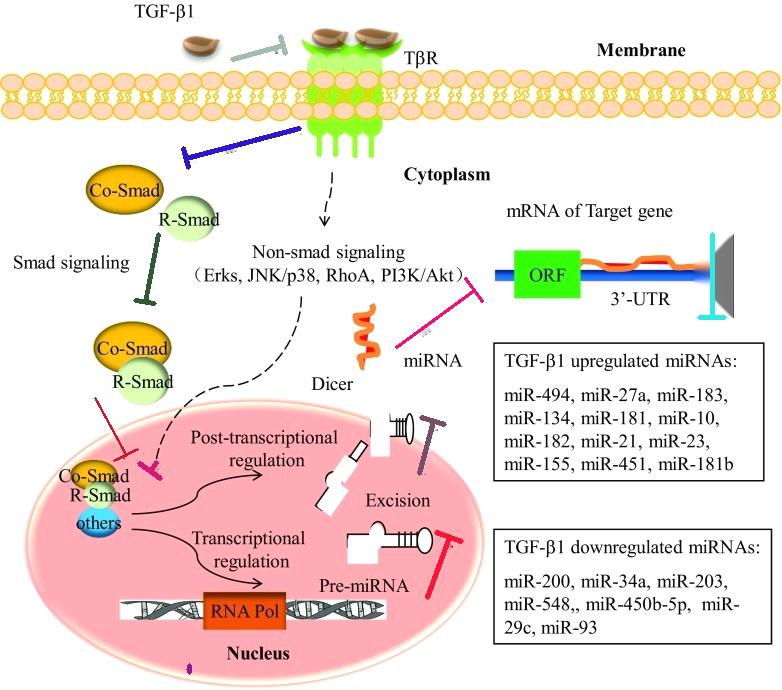 TGF-β1
TβR
Membrane
Cytoplasm
Co-Smad
R-Smad
mRNA of Target gene
Smad signaling
Non-smad signaling
(Erks, JNK/p38, RhoA, PI3K/Akt)
ORF
3’-UTR
Co-Smad
R-Smad
miRNA
Dicer
TGF-β1 upregulated miRNAs:
miR-494, miR-27a, miR-183,
miR-134, miR-181, miR-10,
miR-182, miR-21, miR-23,
miR-155, miR-451, miR-181b
Post-transcriptional
regulation
Co-Smad
R-Smad
others
Excision
Transcriptional
regulation
Pre-miRNA
TGF-β1 downregulated miRNAs:
miR-200, miR-34a, miR-203,
miR-548,, miR-450b-5p, miR-
29c, miR-93
RNA Pol
Nucleus